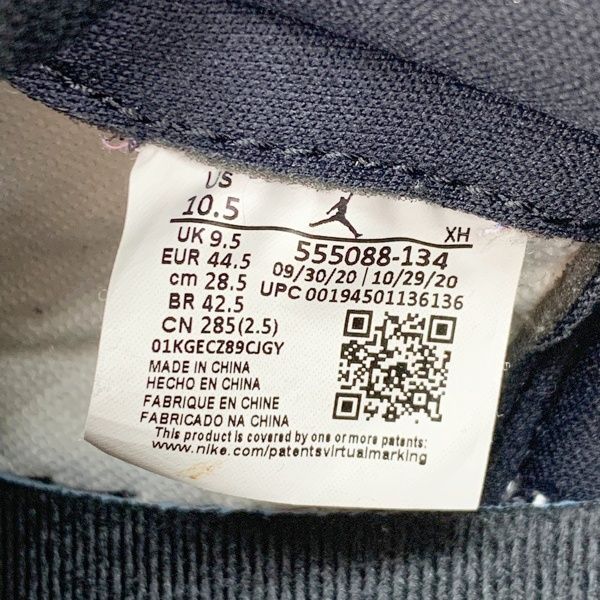 US
10.5
XH
UK 9.5
EUR 44.5
cm 28.5
BR 42.5
CN 285(2.5)
555088-134
09/30/20 | 10/29/20
UPC 00194501136136
01KGECZ89CJGY
MADE IN CHINA
HECHO EN CHINA
FABRIQUE EN CHINE
FABRICADO NA CHINA
This product is covered by one or more patents:
www.nike.com/patentsvirtualmarking